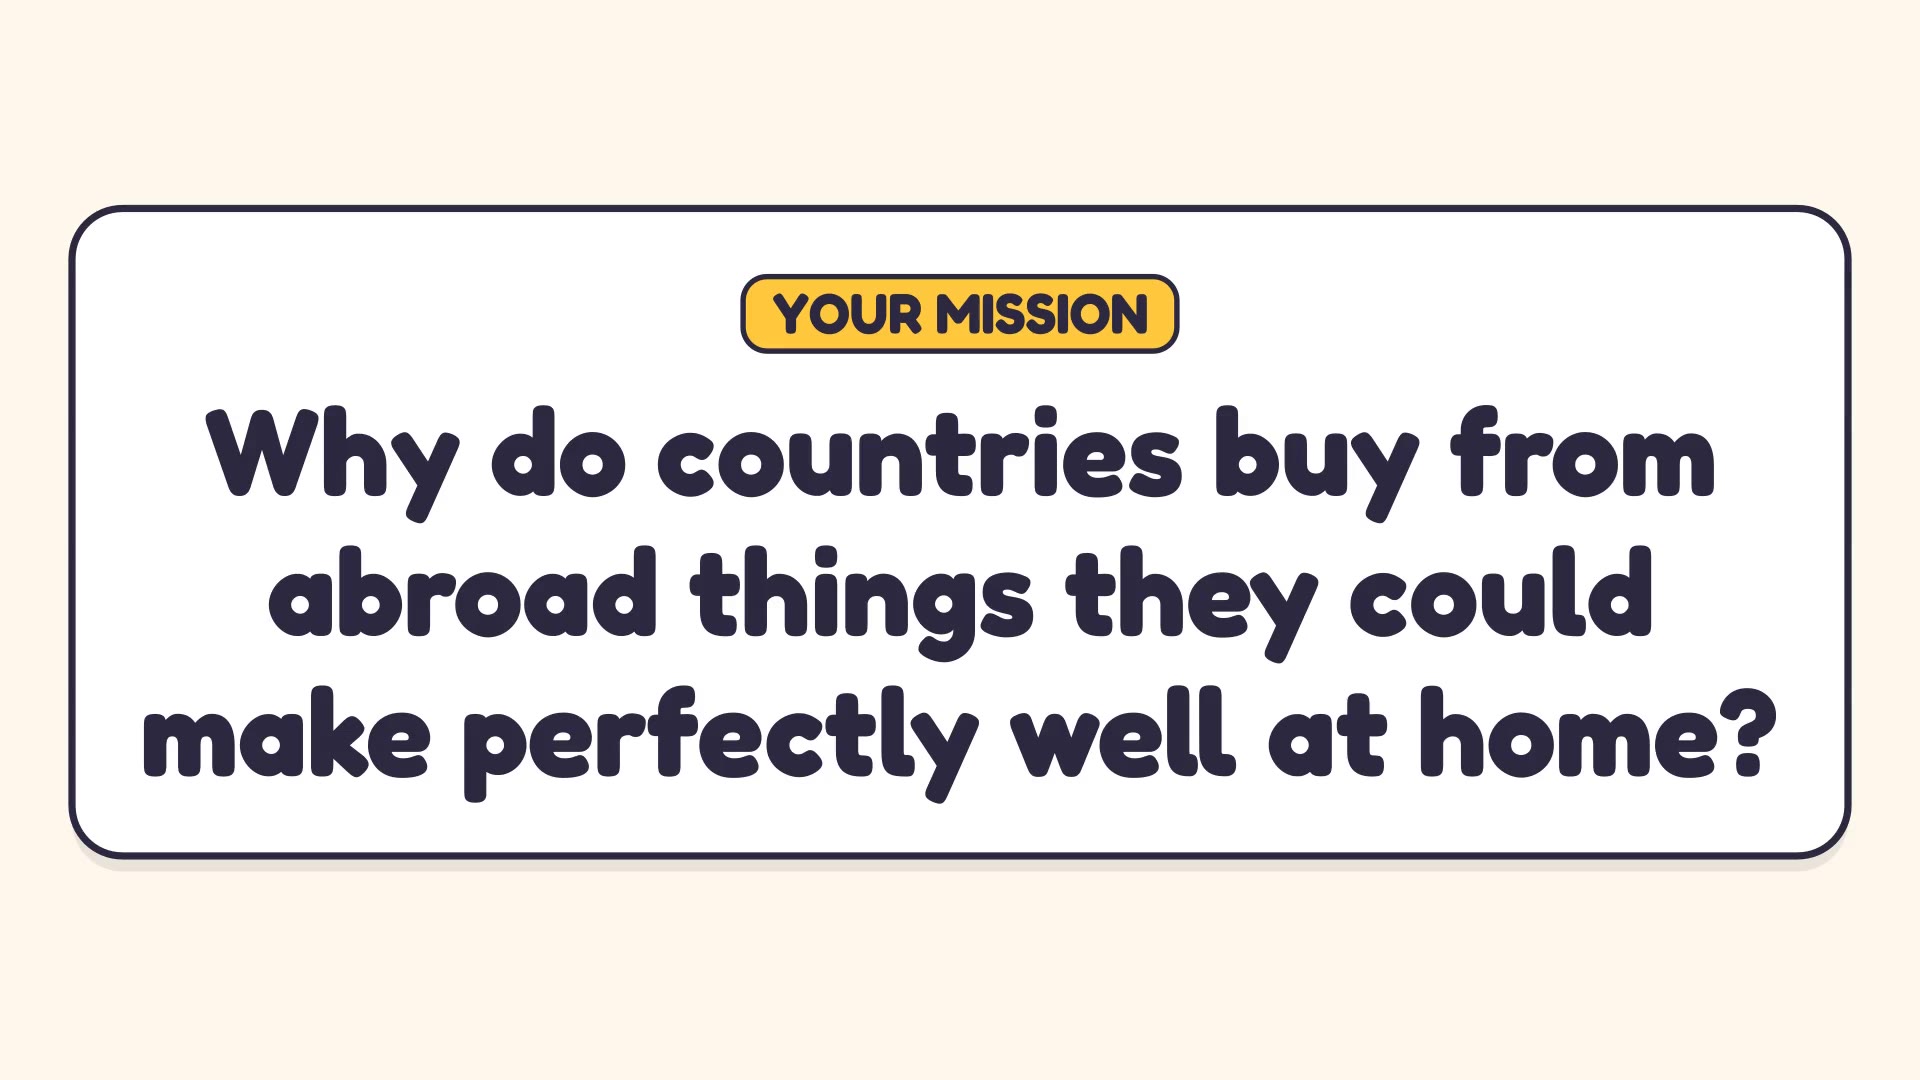 YOUR MISSION
Why do countries buy from
abroad things they could
make perfectly well at home?